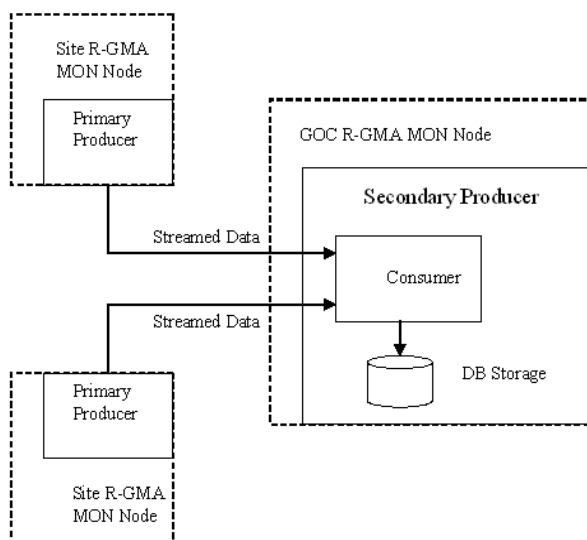 Site R-GMA
MON Node
Primary
Producer
GOC R-GMA MON Node
Secondary Producer
Streamed Data
Consumer
Streamed Data
DB Storage
Primary
Producer
Site R-GMA
MON Node